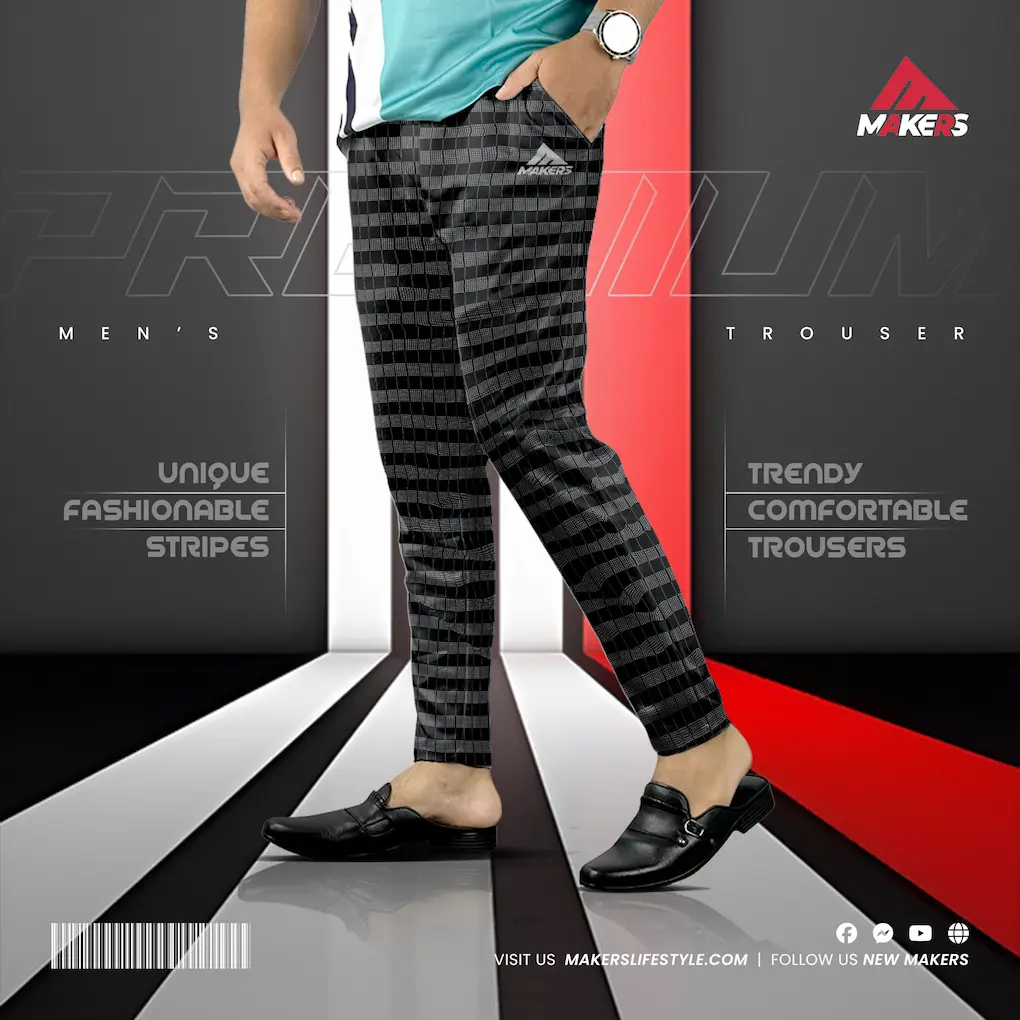 MAKERS
MAKERS
PREMIUM
MEN'S
TROUSER
UNIQUE
FASHIONABLE
STRIPES
TRENDY
COMFORTABLE
TROUSERS
VISIT US MAKERSLIFESTYLE.COM | FOLLOW US NEW MAKERS